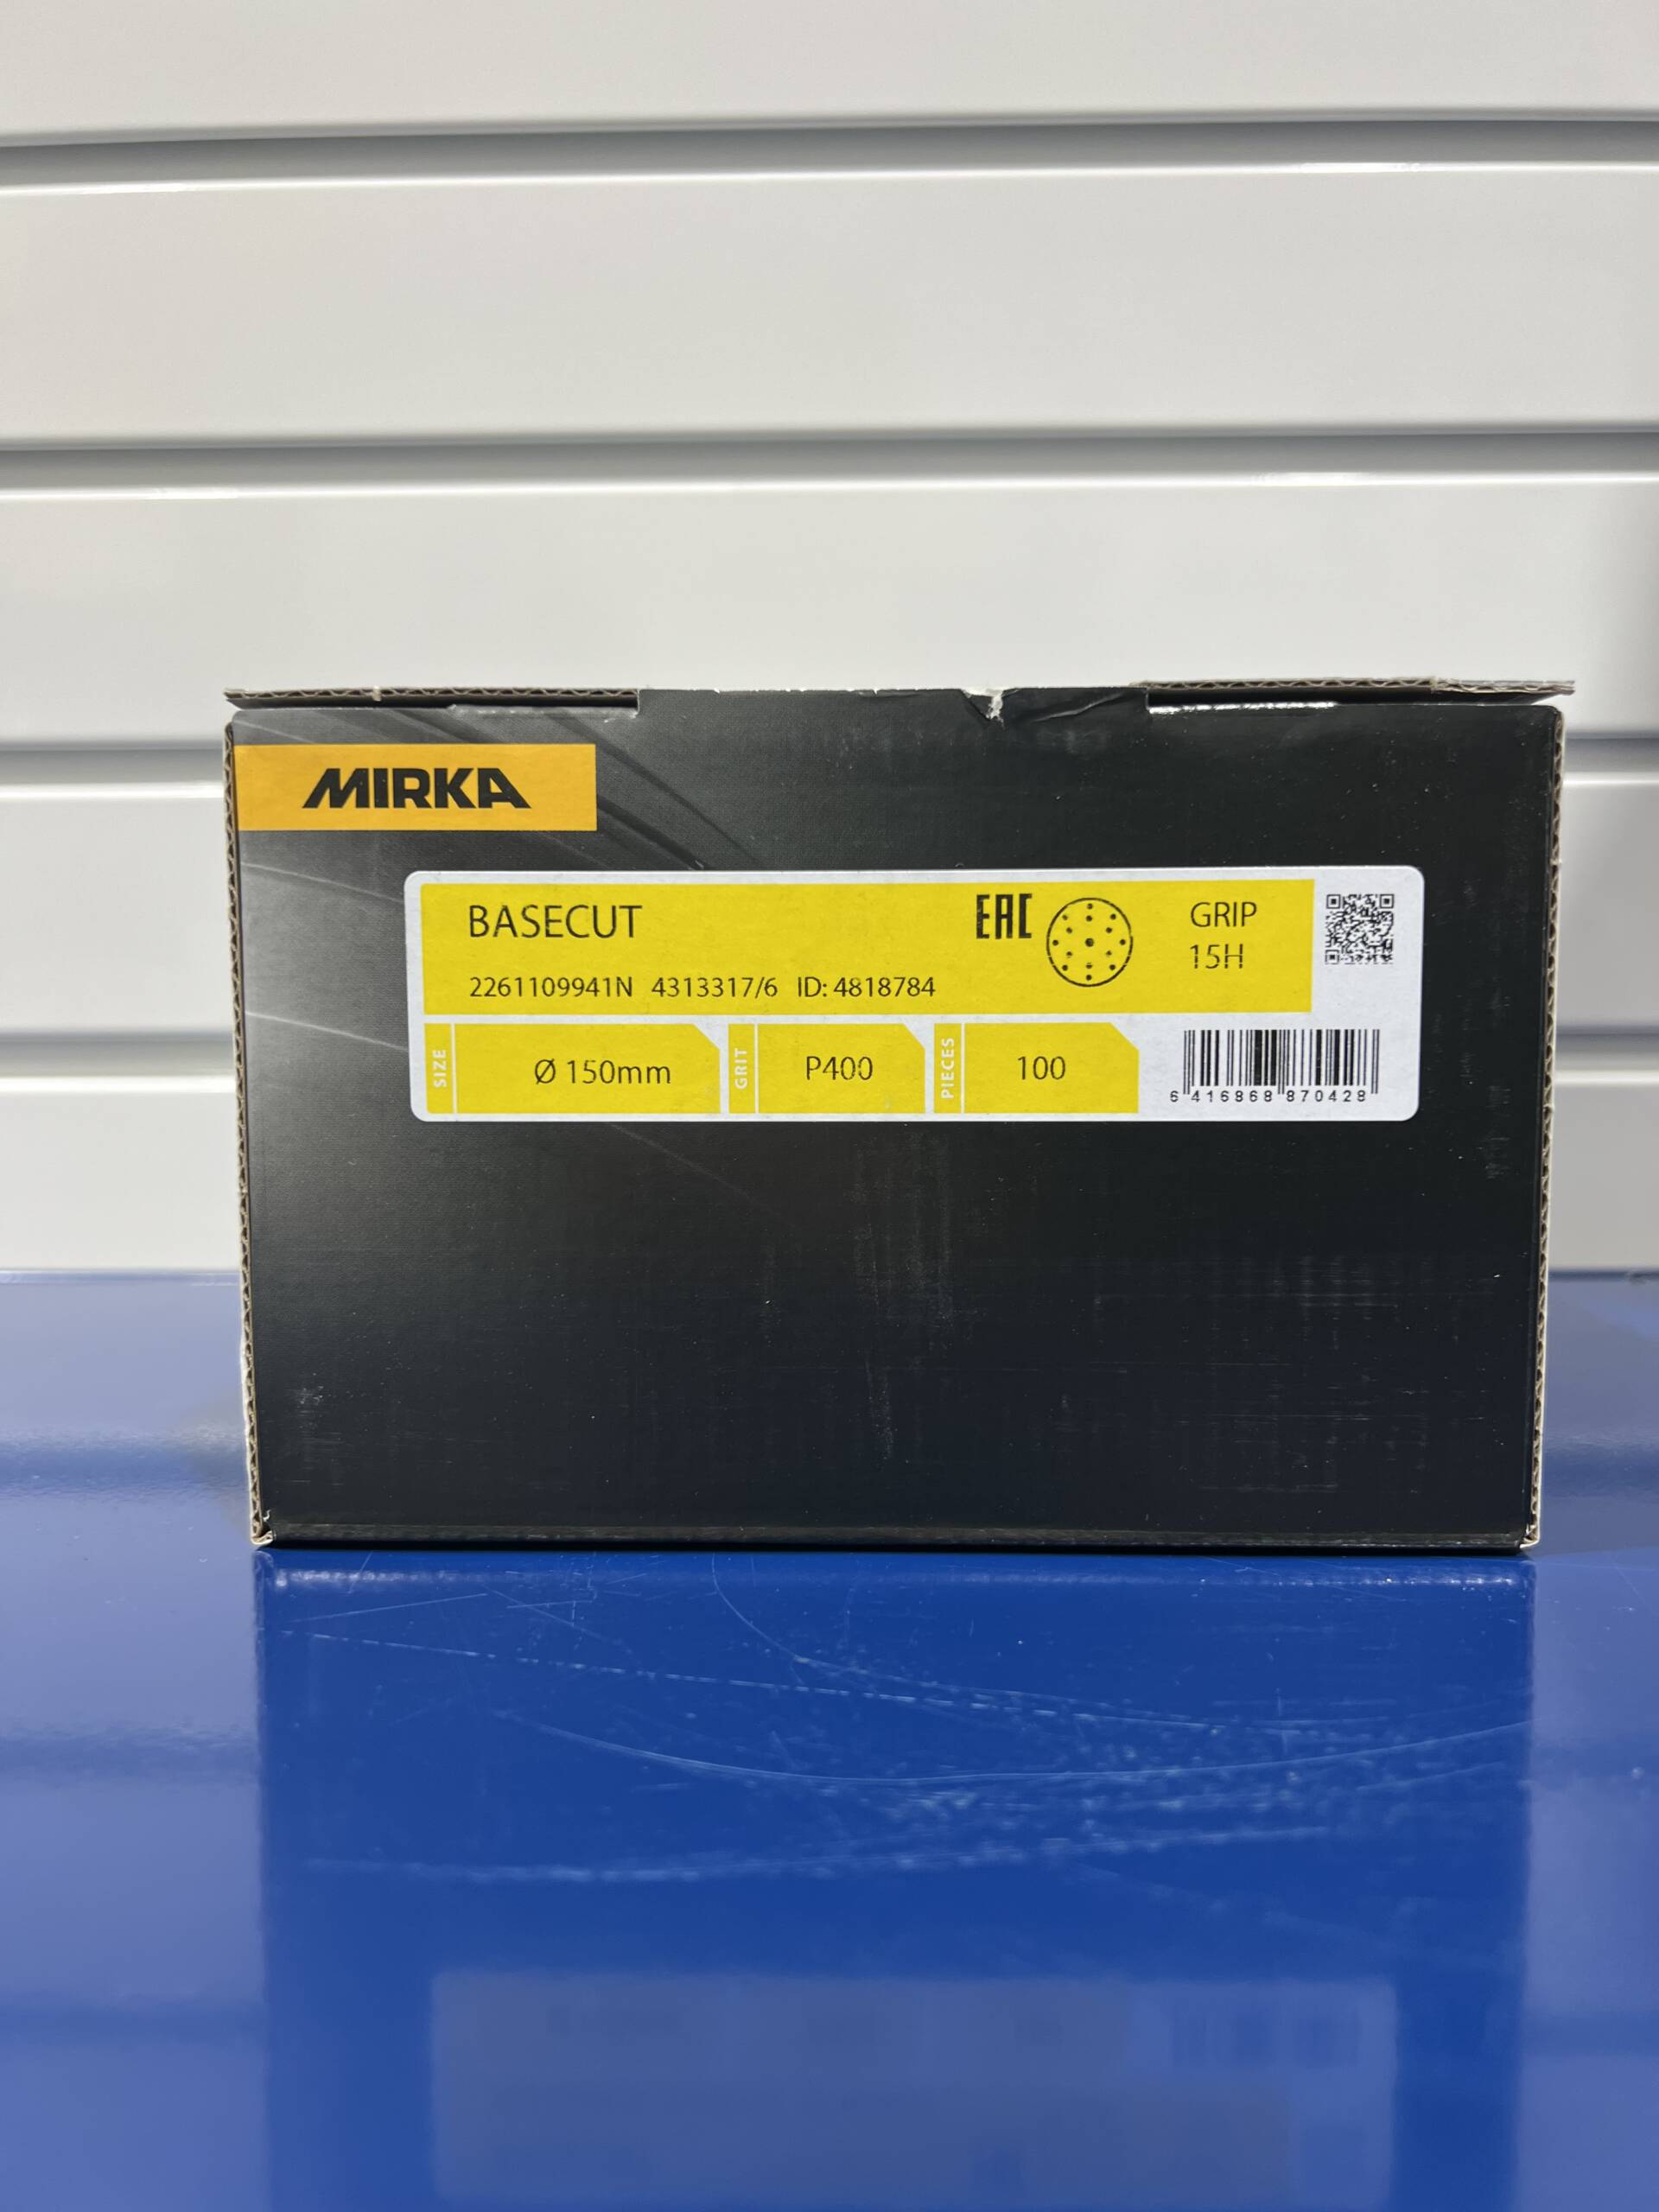 MIRKA
BASECUT
EAC
GRIP
15H
2261109941N 4313317/6 ID: 4818784
SIZE
Ø 150mm
GRIT
P400
PIECES
100
6 416868 870428